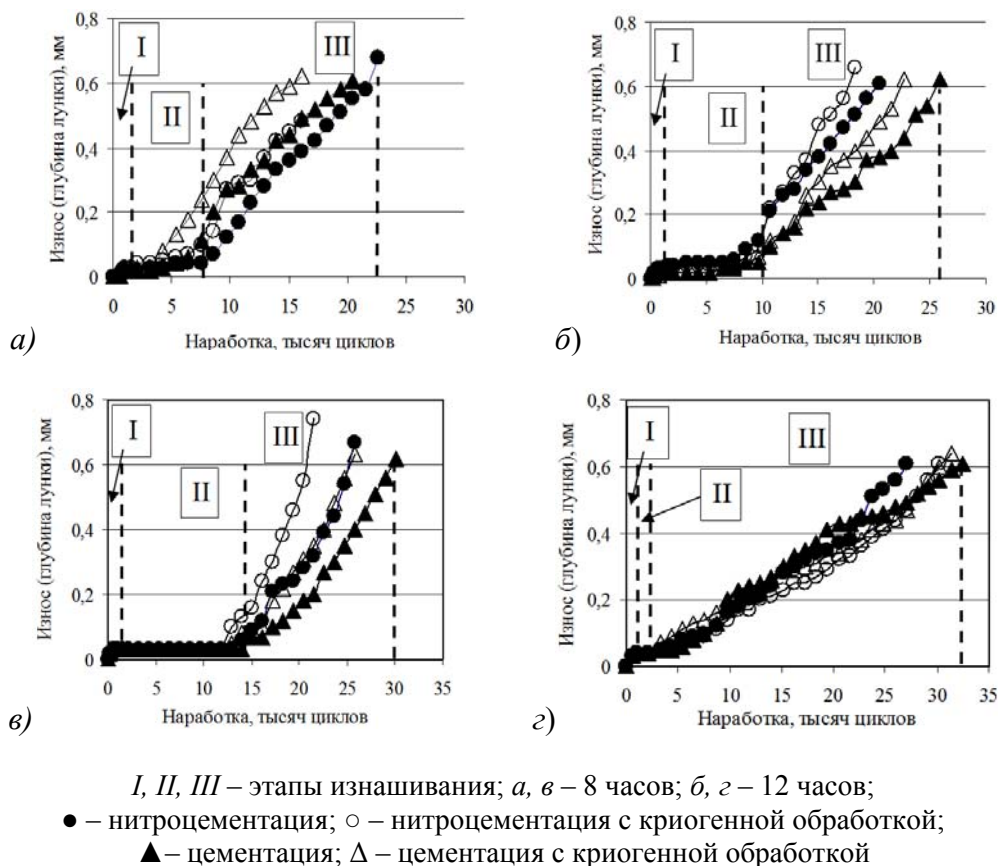 Износ (глубина лунки), мм
0,8
0,6
0,4
0,2
0
I
II
III
0 5 10 15 20 25 30
Наработка, тысяч циклов
а)
Износ (глубина лунки), мм
0,8
0,6
0,4
0,2
0
I
II
III
0 5 10 15 20 25 30
Наработка, тысяч циклов
б)
Износ (глубина лунки), мм
0,8
0,6
0,4
0,2
0
I
II
III
0 5 10 15 20 25 30 35
Наработка, тысяч циклов
в)
Износ (глубина лунки), мм
0,8
0,6
0,4
0,2
0
I
II
III
0 5 10 15 20 25 30 35
Наработка, тысяч циклов
г)
I, II, III – этапы изнашивания; а, в – 8 часов; б, г – 12 часов;
● – нитроцементация; ○ – нитроцементация с криогенной обработкой;
▲– цементация; Δ – цементация с криогенной обработкой